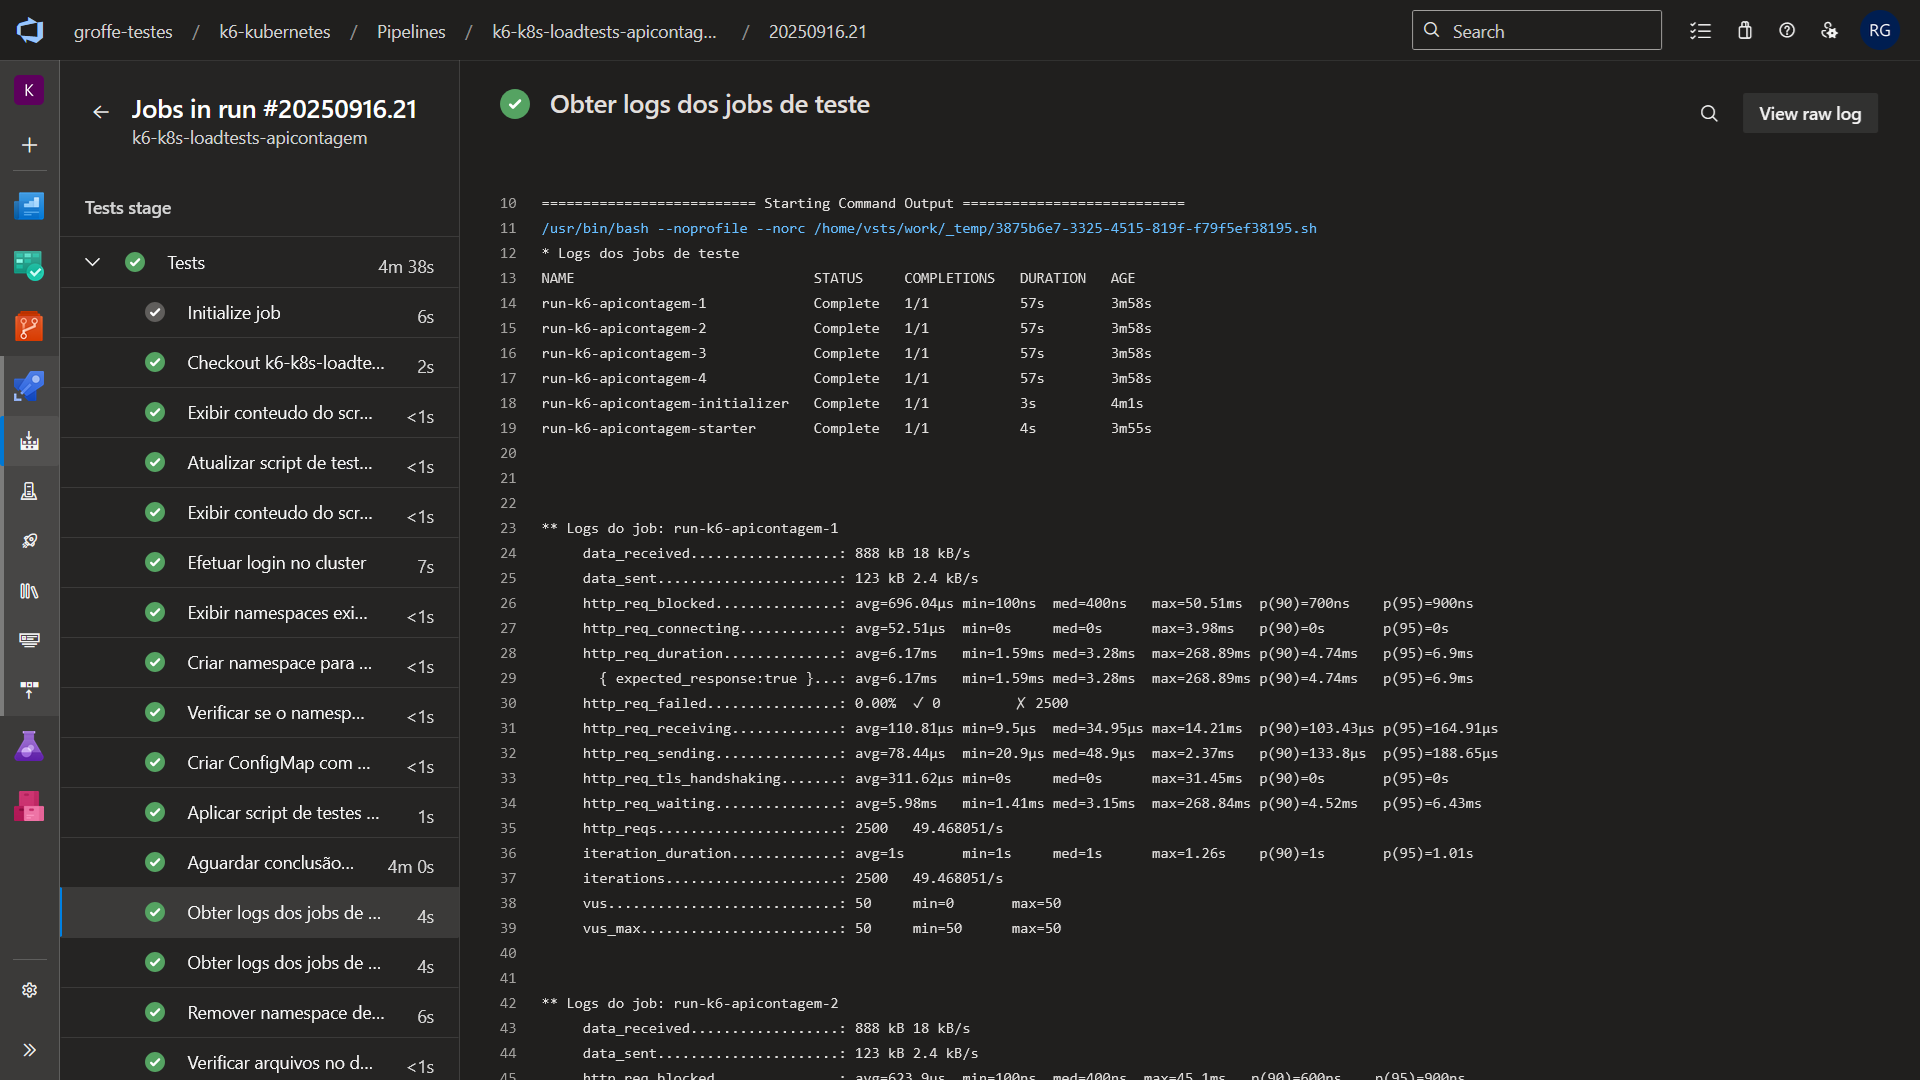 groffe-testes / k6-kubernetes / Pipelines / k6-k8s-loadtests-apicontag... / 20250916.21
Search
RG
K
Jobs in run #20250916.21
k6-k8s-loadtests-apicontagem
Tests stage
Tests 4m 38s
Initialize job 6s
Checkout k6-k8s-loadte... 2s
Exibir conteudo do scr... <1s
Atualizar script de test... <1s
Exibir conteudo do scr... <1s
Efetuar login no cluster 7s
Exibir namespaces exi... <1s
Criar namespace para ... <1s
Verificar se o namesp... <1s
Criar ConfigMap com ... <1s
Aplicar script de testes ... 1s
Aguardar conclusão... 4m 0s
Obter logs dos jobs de ... 4s
Obter logs dos jobs de ... 4s
Remover namespace de... 6s
Verificar arquivos no d... <1s
Obter logs dos jobs de teste
View raw log
10 ========================== Starting Command Output ===========================
11 /usr/bin/bash --noprofile --norc /home/vsts/work/_temp/3875b6e7-3325-4515-819f-f79f5ef38195.sh
12 * Logs dos jobs de teste
13 NAME STATUS COMPLETIONS DURATION AGE
14 run-k6-apicontagem-1 Complete 1/1 57s 3m58s
15 run-k6-apicontagem-2 Complete 1/1 57s 3m58s
16 run-k6-apicontagem-3 Complete 1/1 57s 3m58s
17 run-k6-apicontagem-4 Complete 1/1 57s 3m58s
18 run-k6-apicontagem-initializer Complete 1/1 3s 4m1s
19 run-k6-apicontagem-starter Complete 1/1 4s 3m55s
20
21
22
23 ** Logs do job: run-k6-apicontagem-1
24 data_received..................: 888 kB 18 kB/s
25 data_sent......................: 123 kB 2.4 kB/s
26 http_req_blocked...............: avg=696.04µs min=100ns med=400ns max=50.51ms p(90)=700ns p(95)=900ns
27 http_req_connecting............: avg=52.51µs min=0s med=0s max=3.98ms p(90)=0s p(95)=0s
28 http_req_duration..............: avg=6.17ms min=1.59ms med=3.28ms max=268.89ms p(90)=4.74ms p(95)=6.9ms
29 { expected_response:true }...: avg=6.17ms min=1.59ms med=3.28ms max=268.89ms p(90)=4.74ms p(95)=6.9ms
30 http_req_failed................: 0.00% ✓ 0 ✗ 2500
31 http_req_receiving.............: avg=110.81µs min=9.5µs med=34.95µs max=14.21ms p(90)=103.43µs p(95)=164.91µs
32 http_req_sending...............: avg=78.44µs min=20.9µs med=48.9µs max=2.37ms p(90)=133.8µs p(95)=188.65µs
33 http_req_tls_handshaking.......: avg=311.62µs min=0s med=0s max=31.45ms p(90)=0s p(95)=0s
34 http_req_waiting...............: avg=5.98ms min=1.41ms med=3.15ms max=268.84ms p(90)=4.52ms p(95)=6.43ms
35 http_reqs......................: 2500 49.468051/s
36 iteration_duration.............: avg=1s min=1s med=1s max=1.26s p(90)=1s p(95)=1.01s
37 iterations.....................: 2500 49.468051/s
38 vus............................: 50 min=0 max=50
39 vus_max........................: 50 min=50 max=50
40
41
42 ** Logs do job: run-k6-apicontagem-2
43 data_received..................: 888 kB 18 kB/s
44 data_sent......................: 123 kB 2.4 kB/s
45 http_req_blocked...............: avg=623.9µs min=100ns med=400ns max=45.1ms p(90)=600ns p(95)=900ns